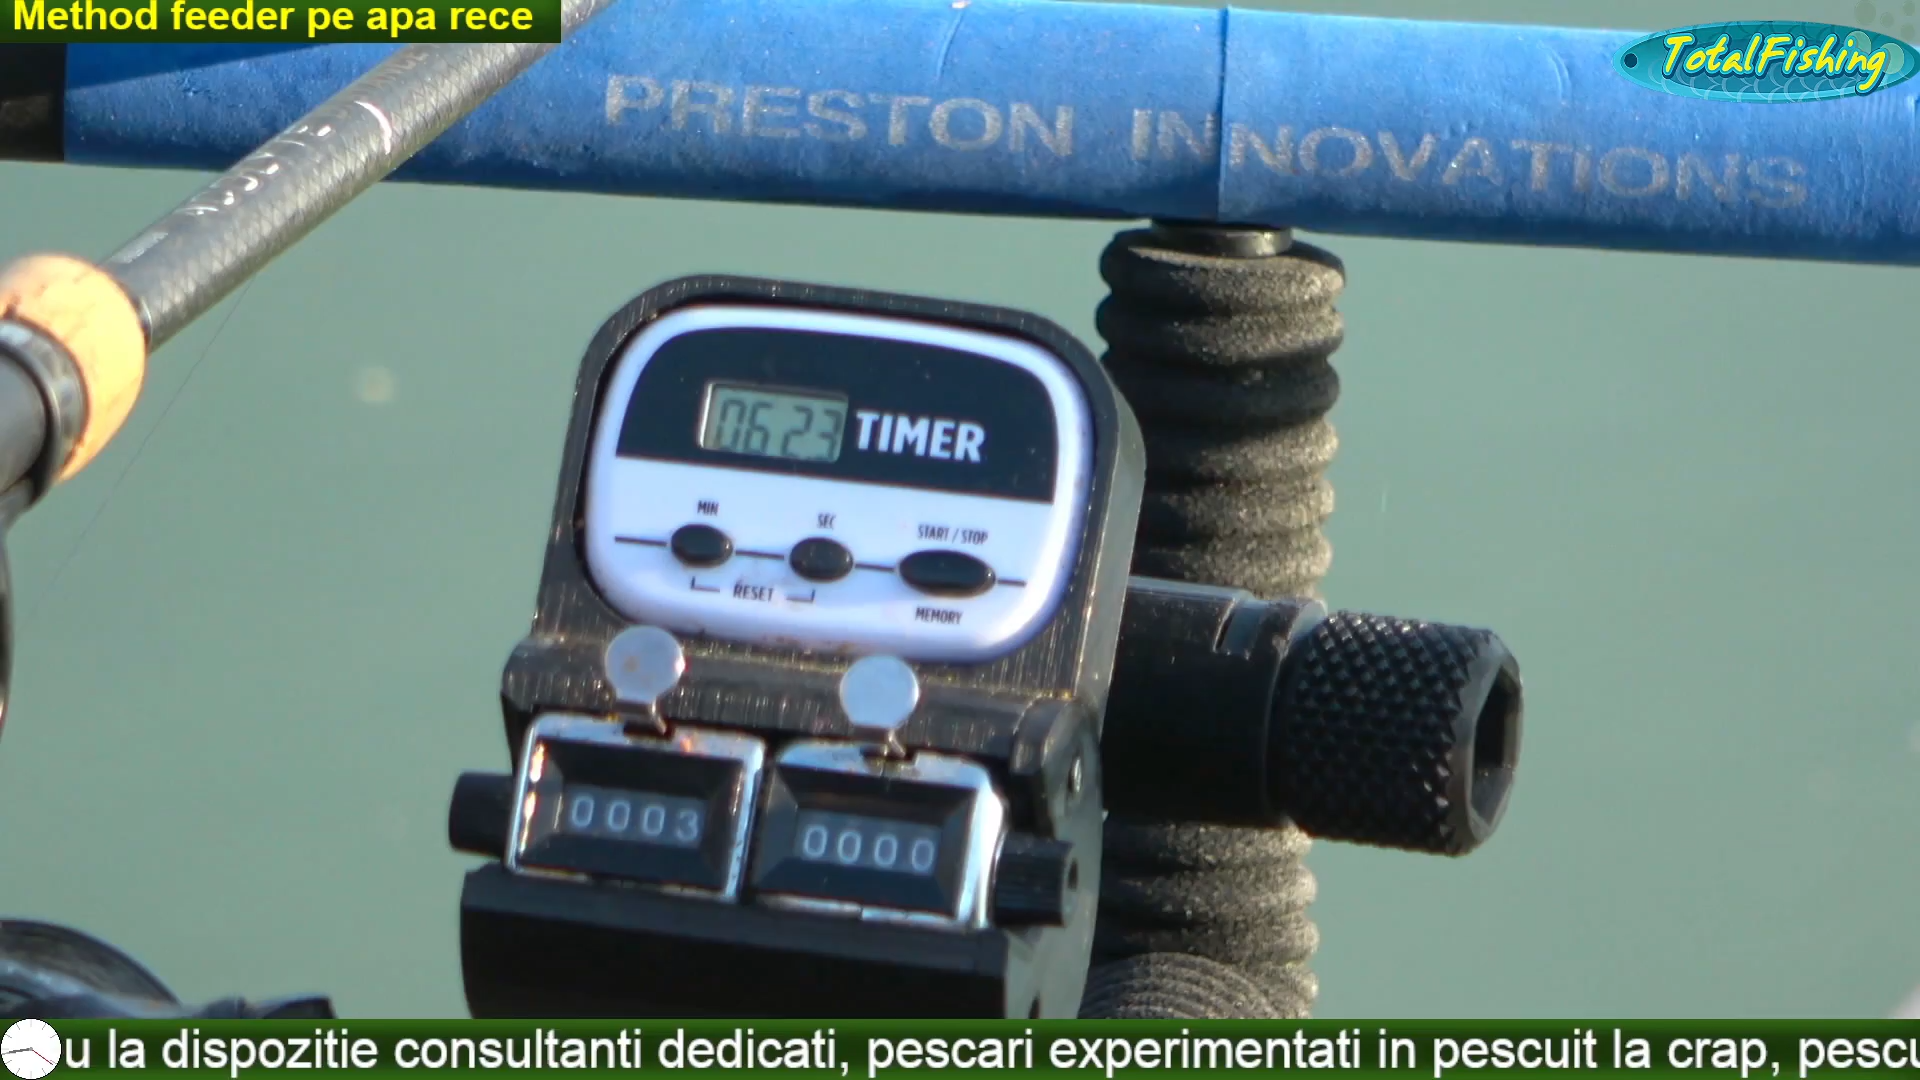 Method feeder pe apa rece
TotalFishing
PRESTON INNOVATIONS
06 23
TIMER
MIN
SEC
START / STOP
RESET
MEMORY
0003
0000
u la dispozitie consultanti dedicati, pescari experimentati in pescuit la crap, pescu